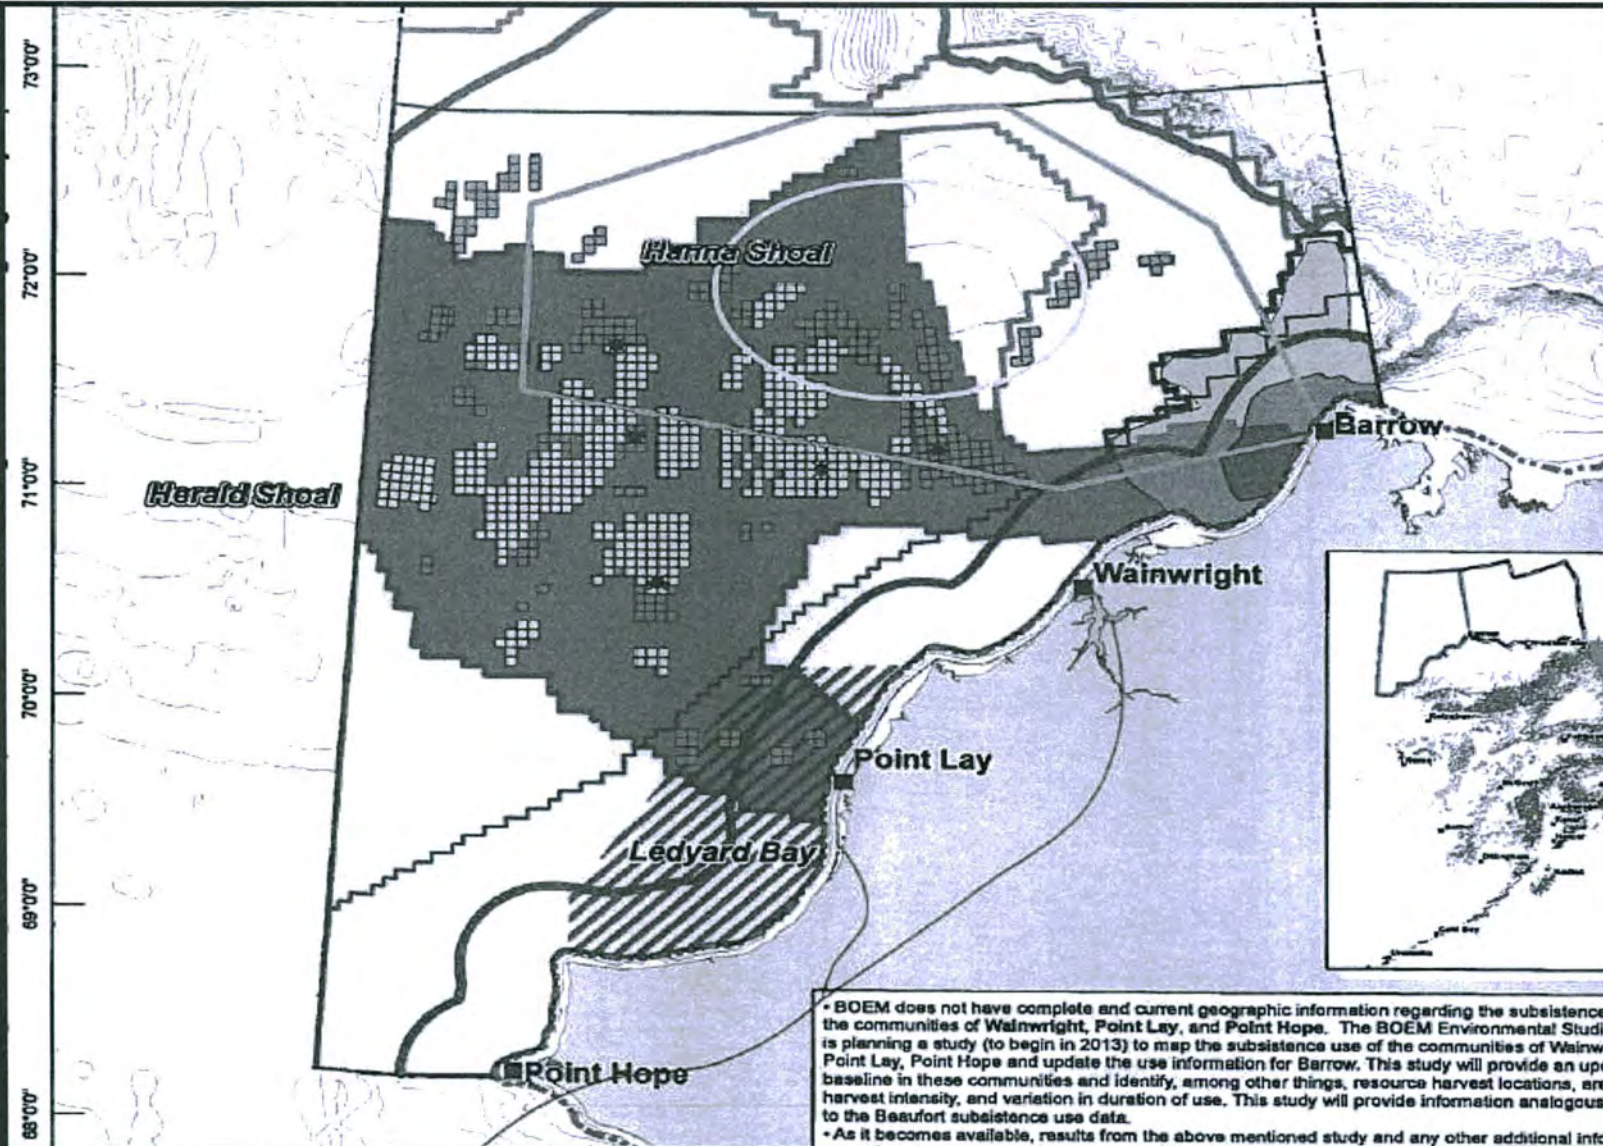 73°0'0"
72°0'0"
Hanna Shoal
71°0'0"
Barrow
Herald Shoal
Wainwright
70°0'0"
Point Lay
Ledyard Bay
69°0'0"
Point Hope
68°0'0"
Cold Bay
• BOEM does not have complete and current geographic information regarding the subsistence
the communities of Wainwright, Point Lay, and Point Hope. The BOEM Environmental Studi
is planning a study (to begin in 2013) to map the subsistence use of the communities of Wainw
Point Lay, Point Hope and update the use information for Barrow. This study will provide an up
baseline in these communities and identify, among other things, resource harvest locations, are
harvest intensity, and variation in duration of use. This study will provide information analogous
to the Beaufort subsistence use data.
• As it becomes available, results from the above mentioned study and any other additional inf